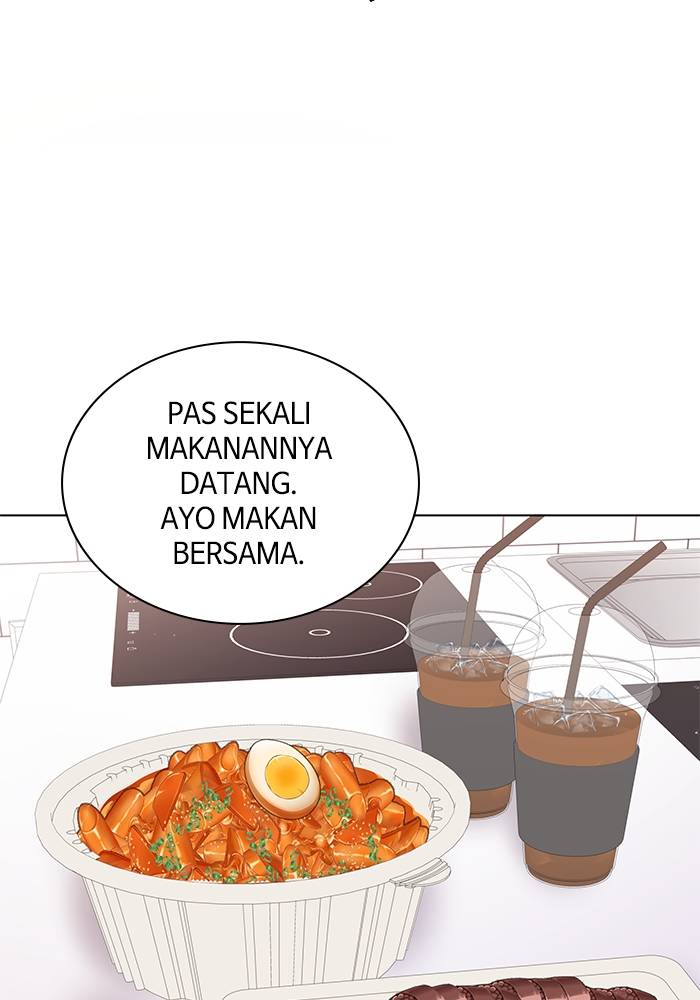 PAS SEKALI
MAKANANNYA
DATANG.
AYO MAKAN
BERSAMA.